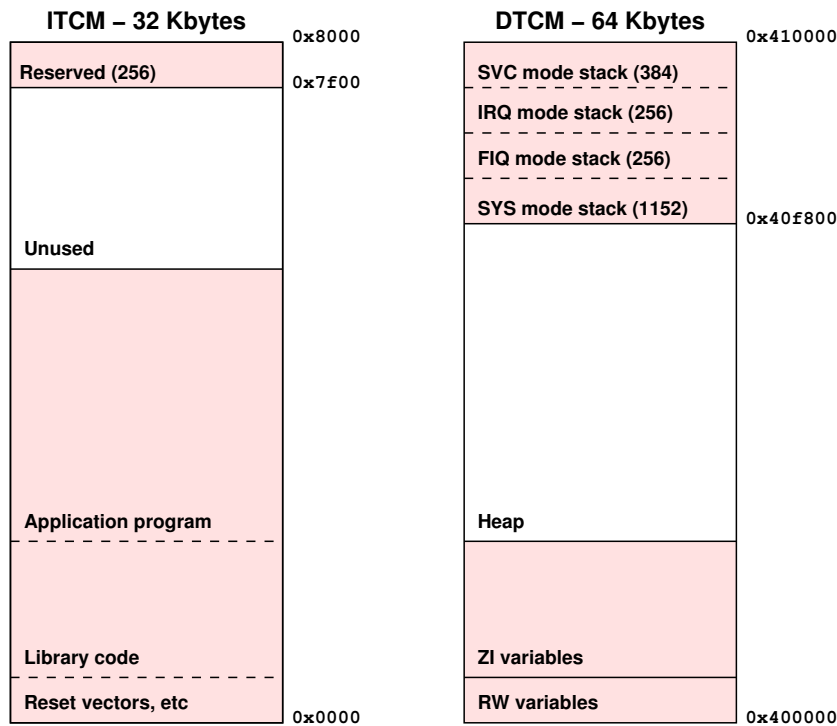 ITCM – 32 Kbytes
0x8000
Reserved (256)
0x7f00
Unused
Application program
Library code
Reset vectors, etc
0x0000
DTCM – 64 Kbytes
0x410000
SVC mode stack (384)
IRQ mode stack (256)
FIQ mode stack (256)
SYS mode stack (1152)
0x40f800
Heap
ZI variables
RW variables
0x400000